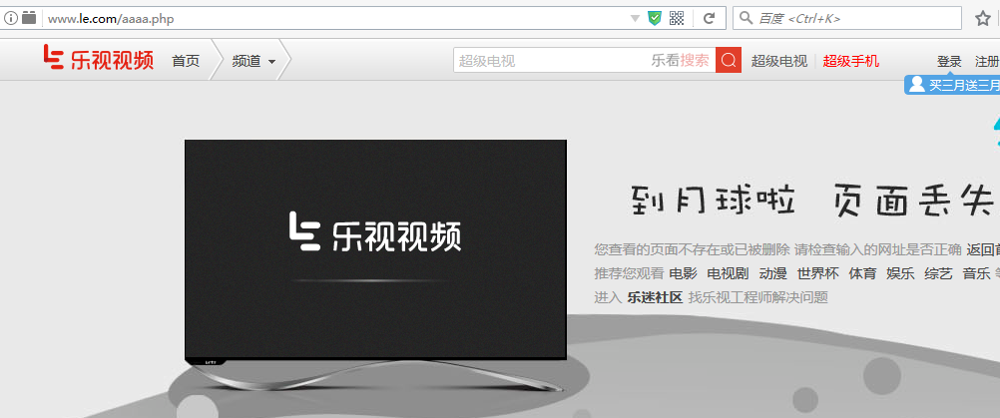 www.le.com/aaaa.php
百度 <Ctrl+K>
乐视视频
首页
频道
超级电视
乐看搜索
超级电视
超级手机
登录
注册
买三月送三月
乐视视频
到月球啦 页面丢失
您查看的页面不存在或已被删除 请检查输入的网址是否正确 返回首
推荐您观看 电影 电视剧 动漫 世界杯 体育 娱乐 综艺 音乐 等
进入 乐迷社区 找乐视工程师解决问题